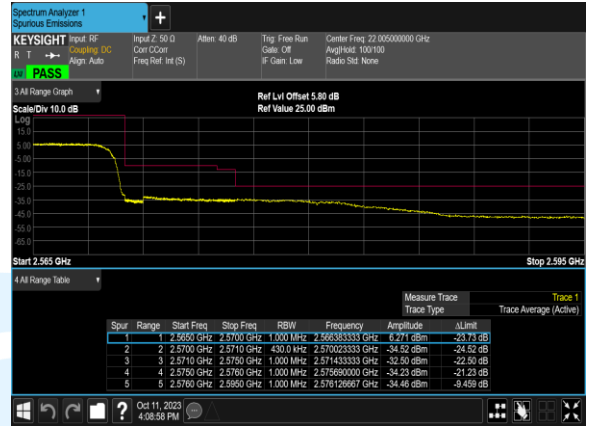 Spectrum Analyzer 1
Spurious Emissions
KEYSIGHT Input: RF Input Z: 50 Ω Atten: 40 dB Trig: Free Run Center Freq: 22.005000000 GHz
R T Coupling: DC Corr CCorr Gate: Off Avg|Hold: 100/100
Align: Auto Freq Ref: Int (S) IF Gain: Low Radio Std: None
PASS
3 All Range Graph
Ref Lvl Offset 5.80 dB
Scale/Div 10.0 dB Ref Value 25.00 dBm
Log
15.0
5.00
-5.00
-15.0
-25.0
-35.0
-45.0
-55.0
-65.0
Start 2.565 GHz Stop 2.595 GHz
4 All Range Table
Measure Trace Trace 1
Trace Type Trace Average (Active)
Spur Range Start Freq Stop Freq RBW Frequency Amplitude ΔLimit
1 1 2.5650 GHz 2.5700 GHz 1.000 MHz 2.566383333 GHz 6.271 dBm -23.73 dB
2 2 2.5700 GHz 2.5710 GHz 430.0 kHz 2.570023333 GHz -34.52 dBm -24.52 dB
3 3 2.5710 GHz 2.5750 GHz 1.000 MHz 2.571433333 GHz -32.50 dBm -22.50 dB
4 4 2.5750 GHz 2.5760 GHz 1.000 MHz 2.575690000 GHz -34.23 dBm -21.23 dB
5 5 2.5760 GHz 2.5950 GHz 1.000 MHz 2.576126667 GHz -34.46 dBm -9.459 dB
Oct 11, 2023
4:08:58 PM